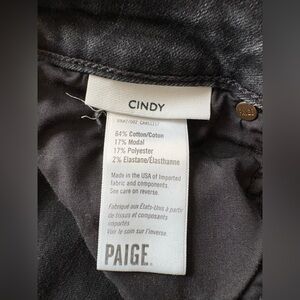 CINDY
64% Cotton/Coton
17% Modal
17% Polyester
2% Elastane/Elasthanne
Made in the USA of Imported
fabric and components.
See care on reverse.
Fabriqué aux États-Unis à partir
de tissus et composants
importés.
Voir le soin sur l'inverse.
PAIGE